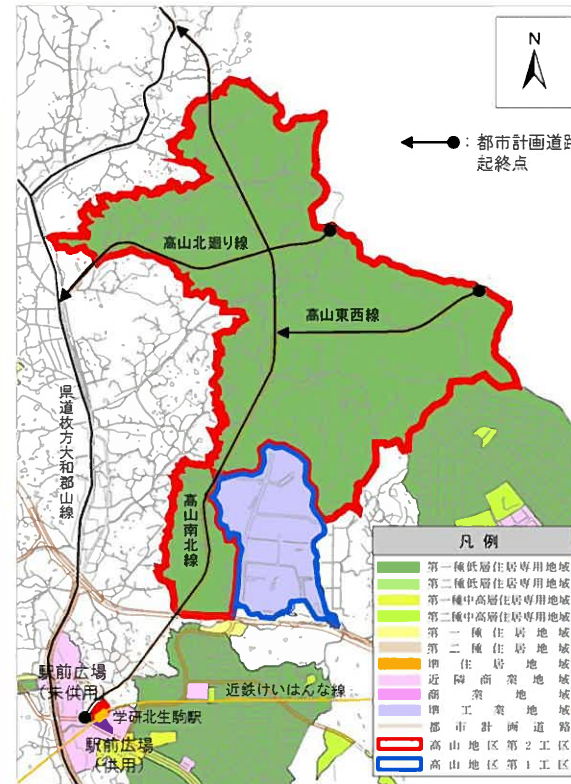 N
:都市計画道路
起終点
高山北廻り線
高山東西線
県道枚方大和郡山線
高山南北線
凡例
第一種低層住居専用地域
第二種低層住居専用地域
第一種中高層住居専用地域
第二種中高層住居専用地域
第一種住居地域
第二種住居地域
準住居地域
近隣商業地域
商業地域
準工業地域
都市計画道路
高山地区第2工区
高山地区第1工区
駅前広場
(未供用)
近鉄けいはんな線
学研北生駒駅
駅前広場
(供用)